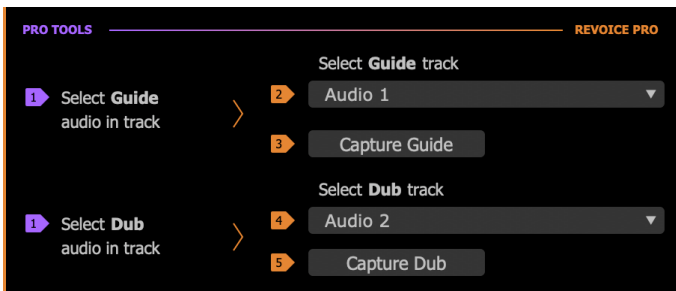 PRO TOOLS
REVOICE PRO
Select Guide track
1 Select Guide
audio in track
2 Audio 1
3 Capture Guide
Select Dub track
1 Select Dub
audio in track
4 Audio 2
5 Capture Dub